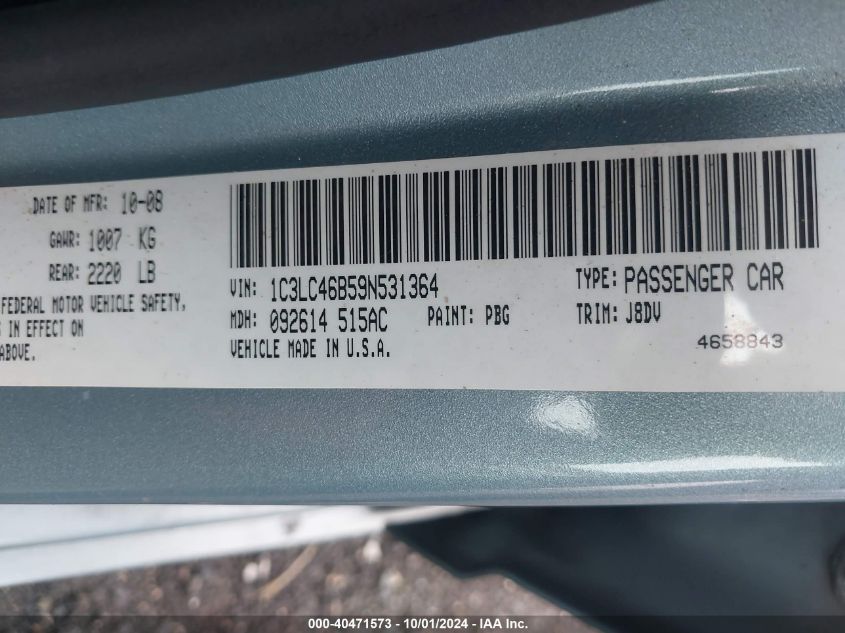 DATE OF MFR: 10-08
GAWR: 1007 KG
REAR: 2220 LB
FEDERAL MOTOR VEHICLE SAFETY,
IN EFFECT ON
ABOVE.
VIN: 1C3LC46B59N531364
TYPE: PASSENGER CAR
MDH: 092614 515AC
PAINT: PBG
TRIM: J8DV
VEHICLE MADE IN U.S.A.
4658843
000-40471573 - 10/01/2024 - IAA Inc.